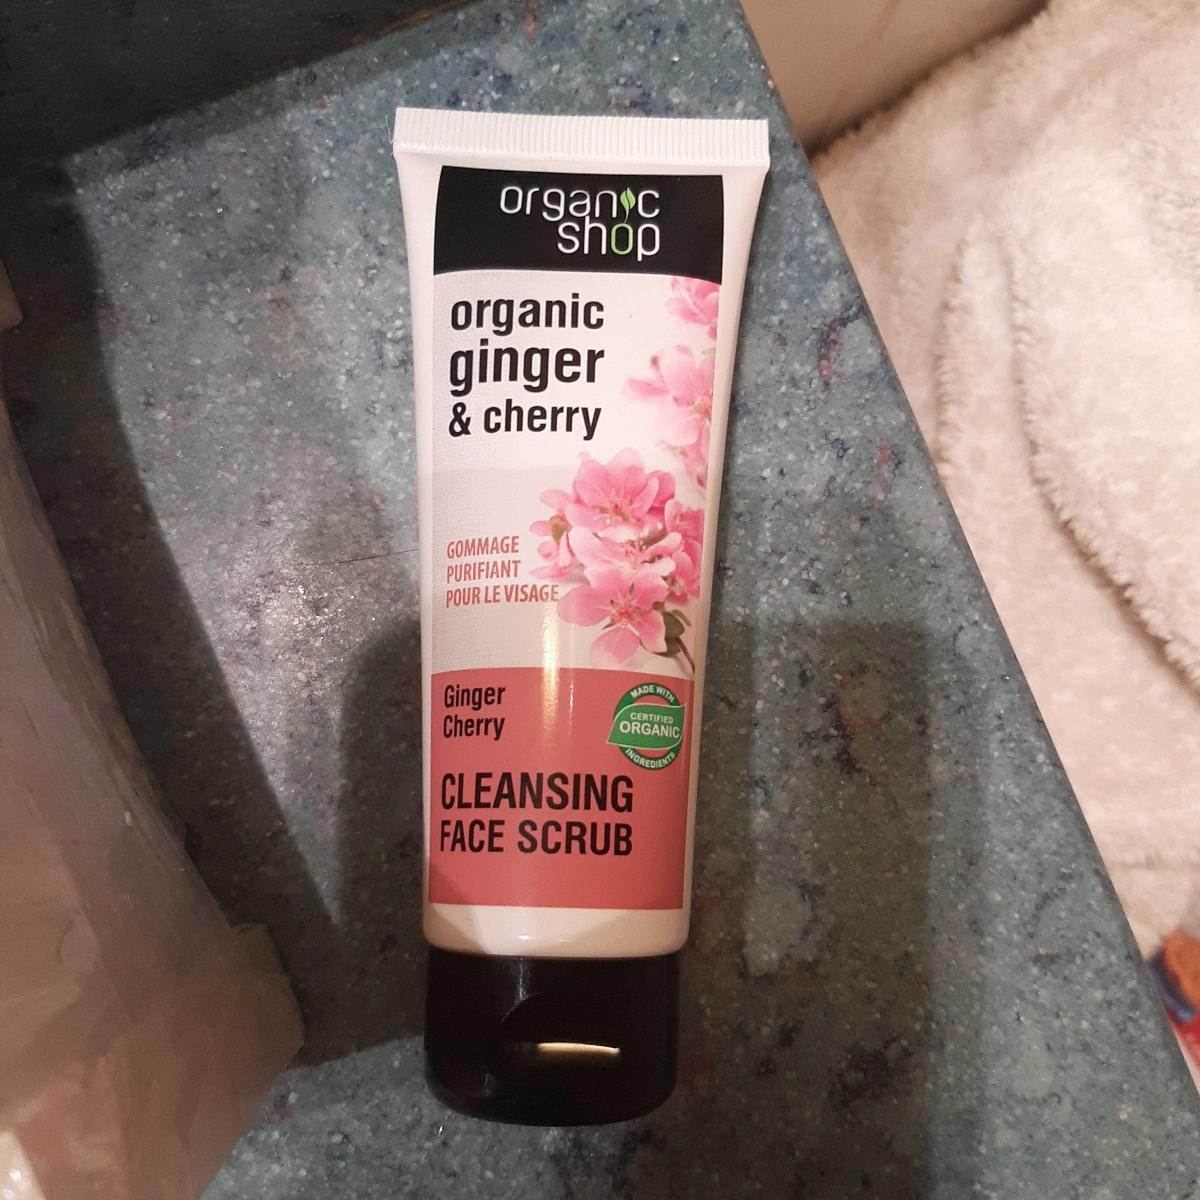 organic
shop
organic
ginger
& cherry
GOMMAGE
PURIFIANT
POUR LE VISAGE
Ginger
Cherry
MADE WITH
CERTIFIED
ORGANIC
INGREDIENTS
CLEANSING
FACE SCRUB